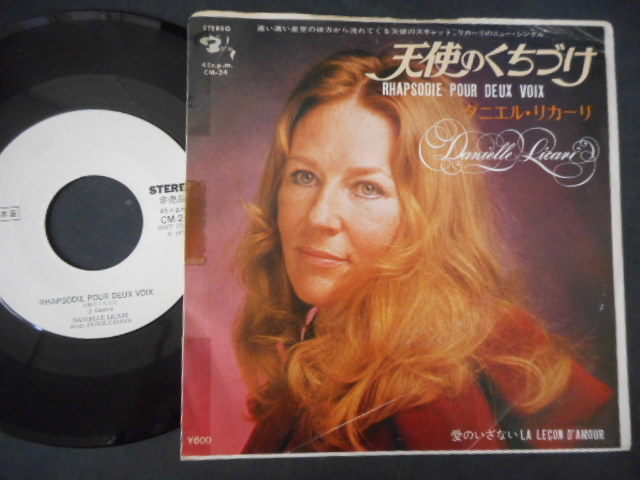 STEREO
45r.p.m.
CM-24
遠い遠い星空の彼方から流れてくる天使のスキャット、リカーリのニュー・シングル
天使のくちづけ
RHAPSODIE POUR DEUX VOIX
ダニエル・リカーリ
Danielle Licari
¥600
愛のいざない LA LEÇON D'AMOUR
STEREO
非売品
45r.p.m.
CM-2
RHAPSODIE POUR DEUX VOIX
DANIELLE LICARI